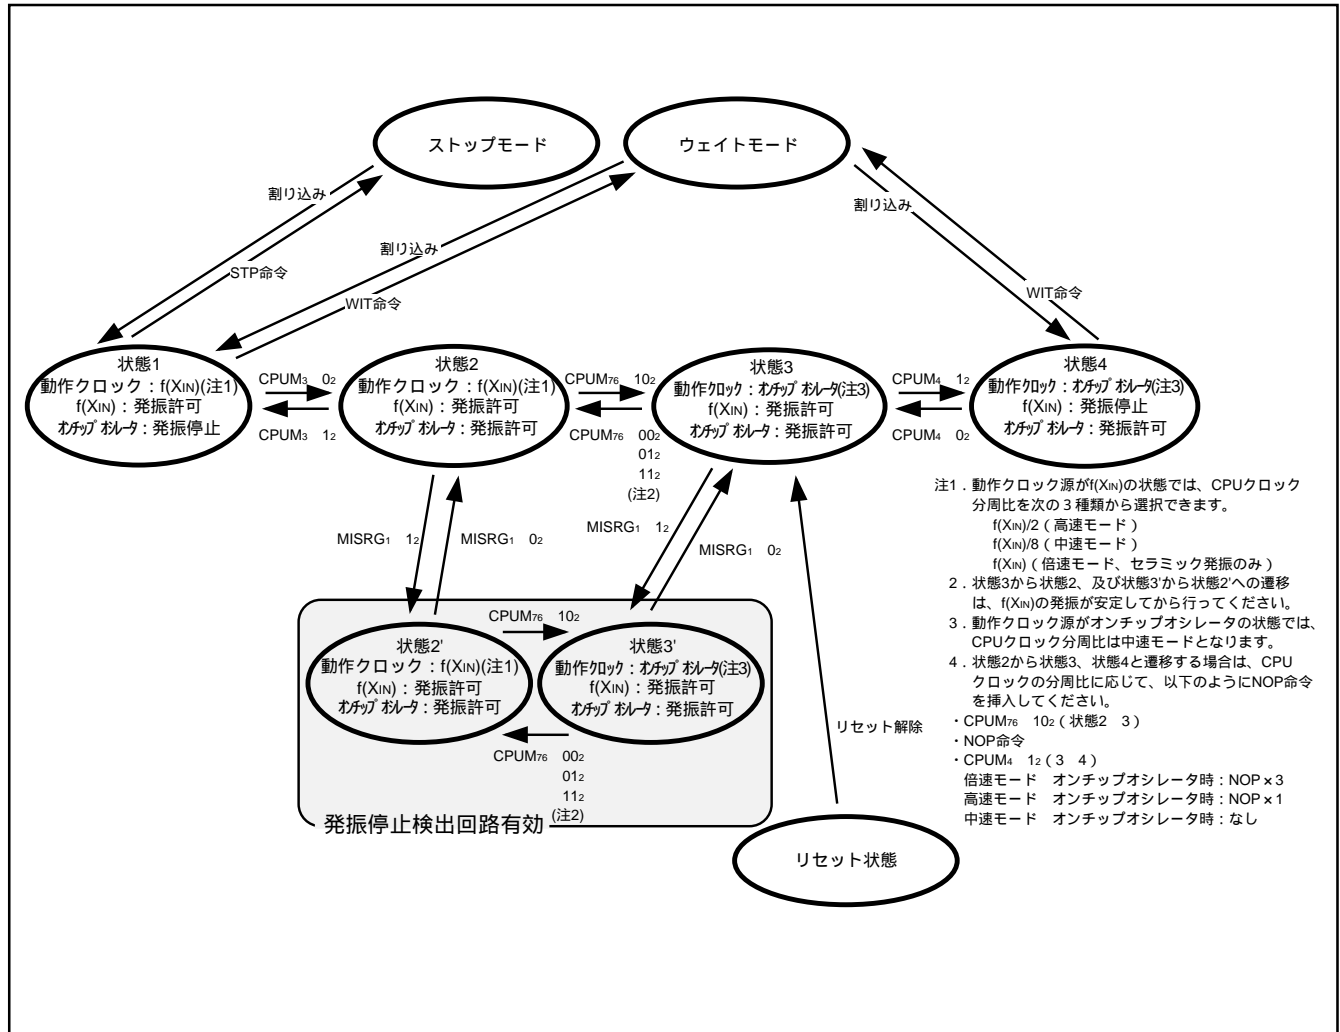 ストップモード
ウェイトモード
割り込み
割り込み
割り込み
STP命令
WIT命令
WIT命令
状態1
動作クロック：f(XIN)(注1)
f(XIN)：発振許可
オンチップ オシレータ：発振停止
CPUM3 02
CPUM3 12
状態2
動作クロック：f(XIN)(注1)
f(XIN)：発振許可
オンチップ オシレータ：発振許可
CPUM76 102
CPUM76 002
012
112
(注2)
状態3
動作クロック：オンチップ オシレータ(注3)
f(XIN)：発振許可
オンチップ オシレータ：発振許可
CPUM4 12
CPUM4 02
状態4
動作クロック：オンチップ オシレータ(注3)
f(XIN)：発振停止
オンチップ オシレータ：発振許可
MISRG1 12
MISRG1 02
MISRG1 12
MISRG1 02
状態2'
動作クロック：f(XIN)(注1)
f(XIN)：発振許可
オンチップ オシレータ：発振許可
CPUM76 102
状態3'
動作クロック：オンチップ オシレータ(注3)
f(XIN)：発振許可
オンチップ オシレータ：発振許可
CPUM76 002
012
112
(注2)
発振停止検出回路有効
リセット解除
リセット状態
注1．動作クロック源がf(XIN)の状態では、CPUクロック
分周比を次の３種類から選択できます。
f(XIN)/2（高速モード）
f(XIN)/8（中速モード）
f(XIN)（倍速モード、セラミック発振のみ）
2．状態3から状態2、及び状態3'から状態2'への遷移
は、f(XIN)の発振が安定してから行ってください。
3．動作クロック源がオンチップオシレータの状態では、
CPUクロック分周比は中速モードとなります。
4．状態2から状態3、状態4と遷移する場合は、CPU
クロックの分周比に応じて、以下のようにNOP命令
を挿入してください。
・CPUM76 102（状態2 3）
・NOP命令
・CPUM4 12（3 4）
倍速モード オンチップオシレータ時：NOP×3
高速モード オンチップオシレータ時：NOP×1
中速モード オンチップオシレータ時：なし